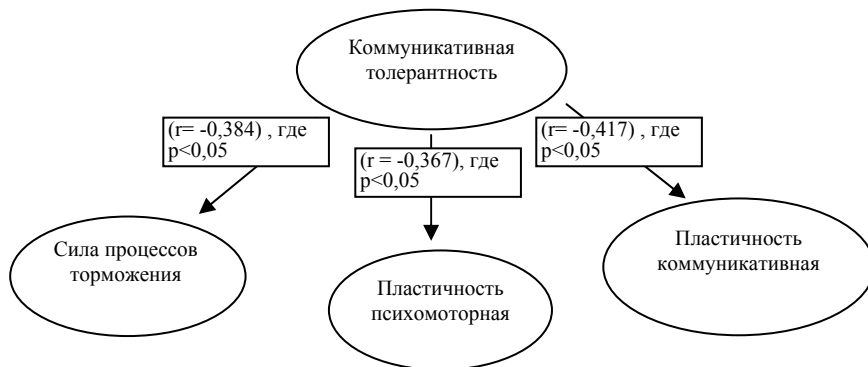 Коммуникативная
толерантность
(r= -0,384) , где
p<0,05
(r = -0,367), где
p<0,05
(r= -0,417) , где
p<0,05
Сила процессов
торможения
Пластичность
психомоторная
Пластичность
коммуникативная